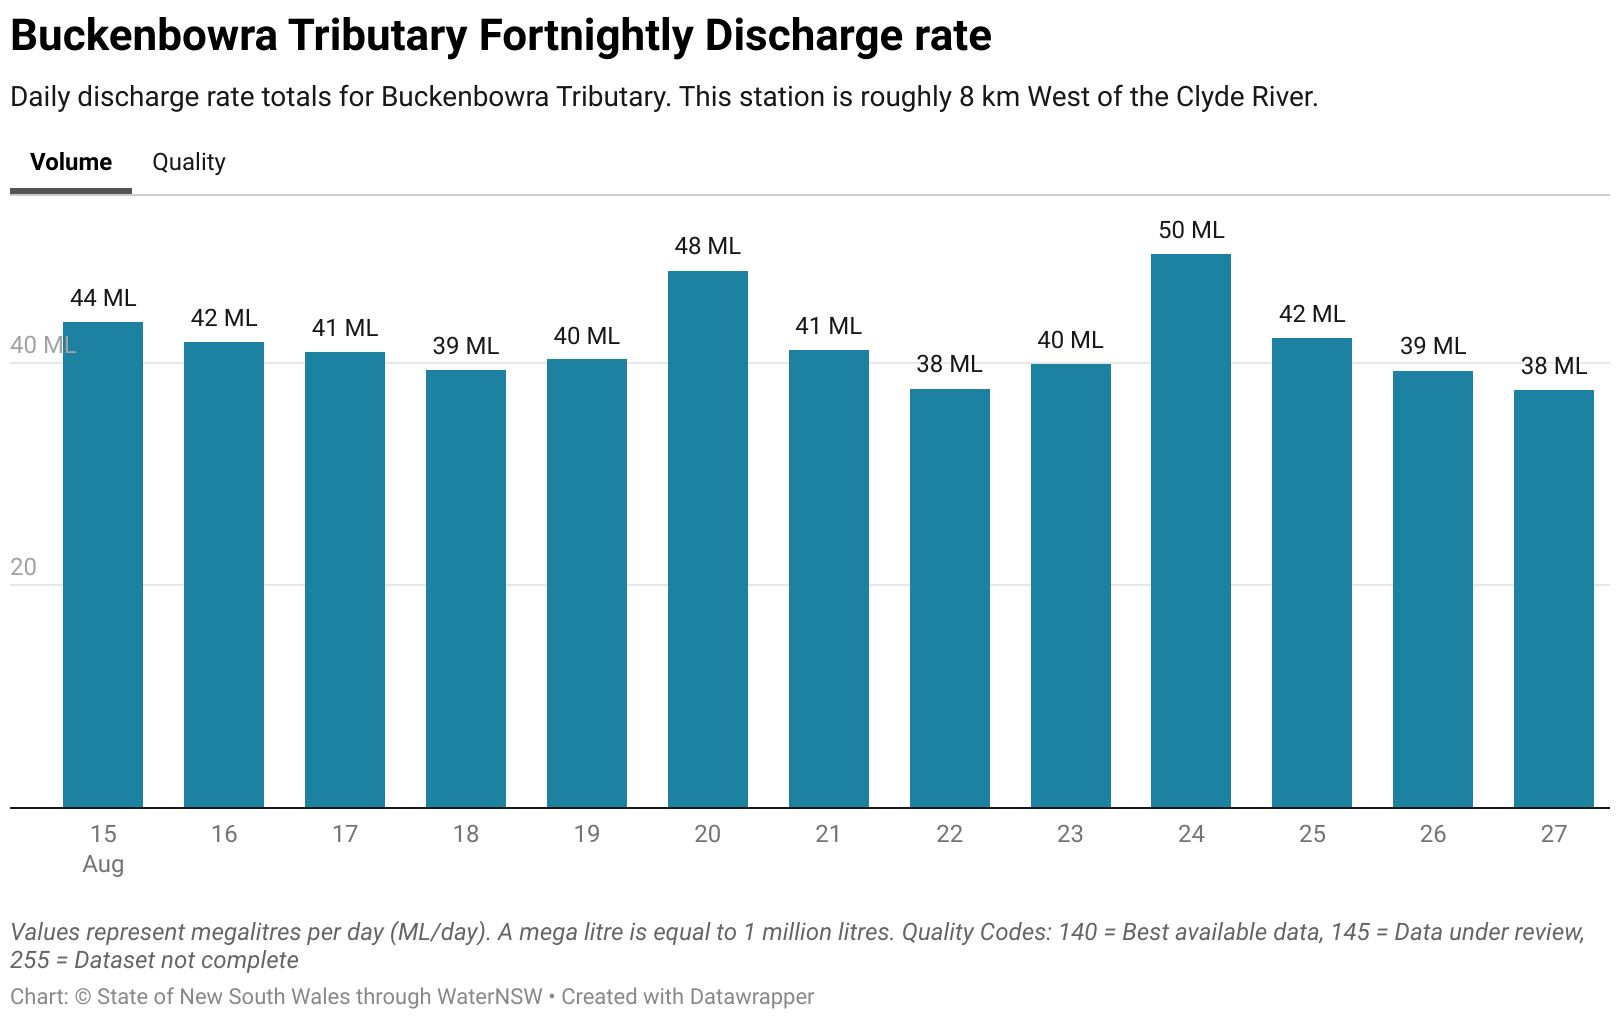 Buckenbowra Tributary Fortnightly Discharge rate
Daily discharge rate totals for Buckenbowra Tributary. This station is roughly 8 km West of the Clyde River.
Volume Quality
44 ML 42 ML 41 ML 39 ML 40 ML 48 ML 41 ML 38 ML 40 ML 50 ML 42 ML 39 ML 38 ML
40 ML
20
15 16 17 18 19 20 21 22 23 24 25 26 27
Aug
Values represent megalitres per day (ML/day). A mega litre is equal to 1 million litres. Quality Codes: 140 = Best available data, 145 = Data under review,
255 = Dataset not complete
Chart: © State of New South Wales through WaterNSW • Created with Datawrapper